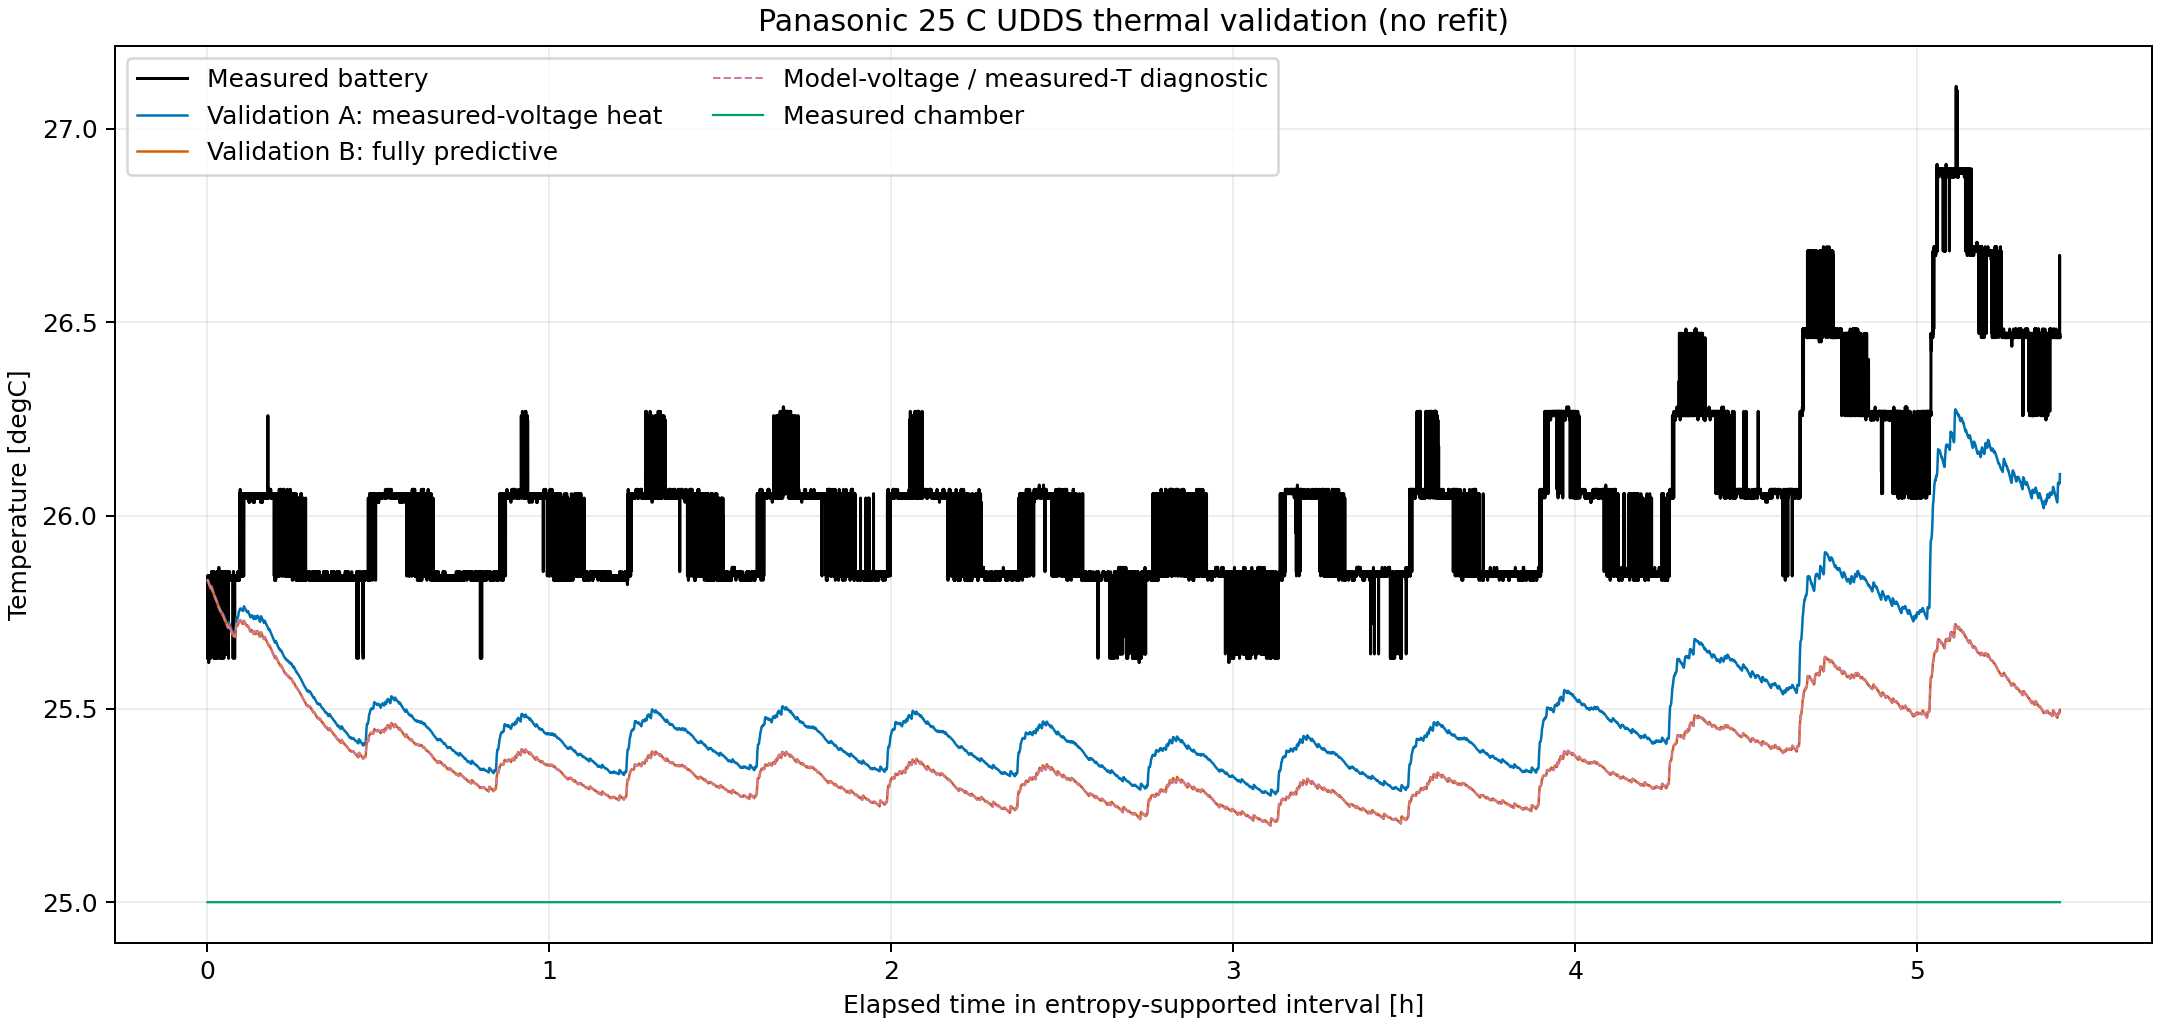 Panasonic 25 C UDDS thermal validation (no refit)
Measured battery
Validation A: measured-voltage heat
Validation B: fully predictive
Model-voltage / measured-T diagnostic
Measured chamber
Temperature [degC]
27.0
26.5
26.0
25.5
25.0
0
1
2
3
4
5
Elapsed time in entropy-supported interval [h]